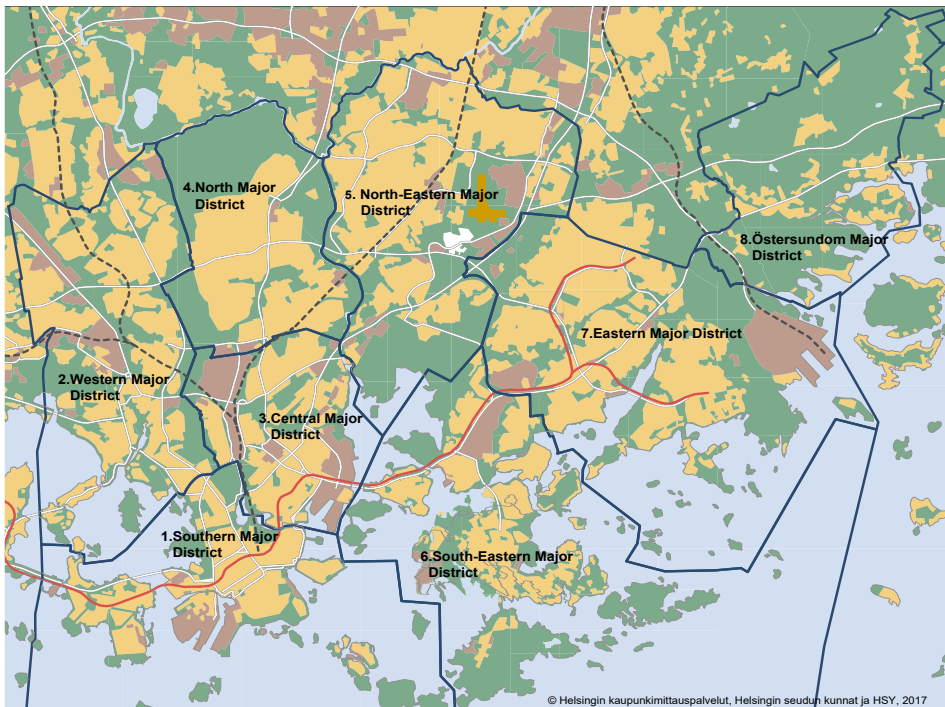 4.North Major
District
5. North-Eastern Major
District
8.Östersundom Major
District
7.Eastern Major District
2.Western Major
District
3.Central Major
District
1.Southern Major
District
6.South-Eastern Major
District
© Helsingin kaupunkimittauspalvelut, Helsingin seudun kunnat ja HSY, 2017